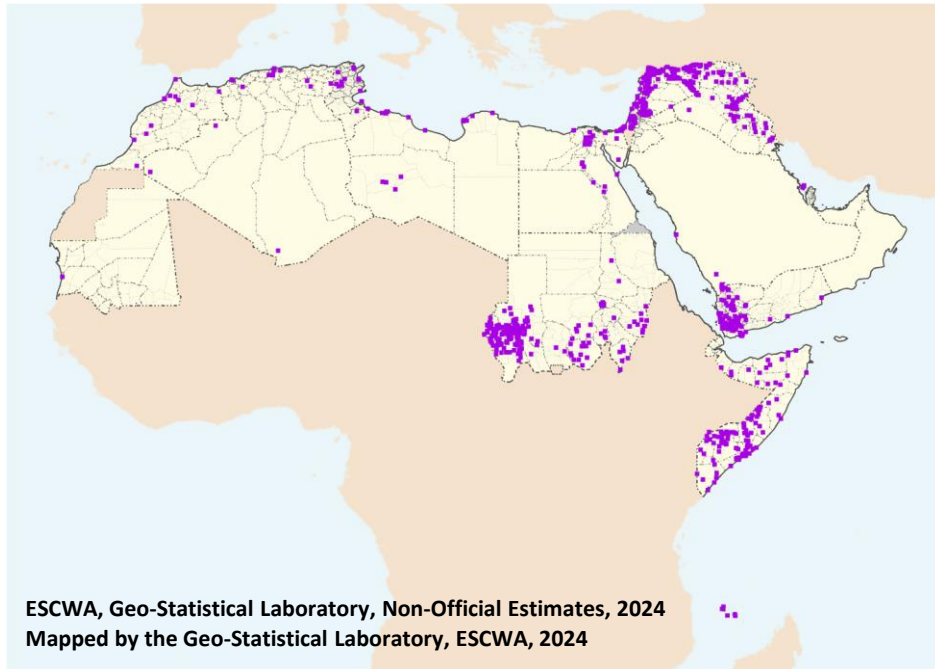 ESCWA, Geo-Statistical Laboratory, Non-Official Estimates, 2024
Mapped by the Geo-Statistical Laboratory, ESCWA, 2024